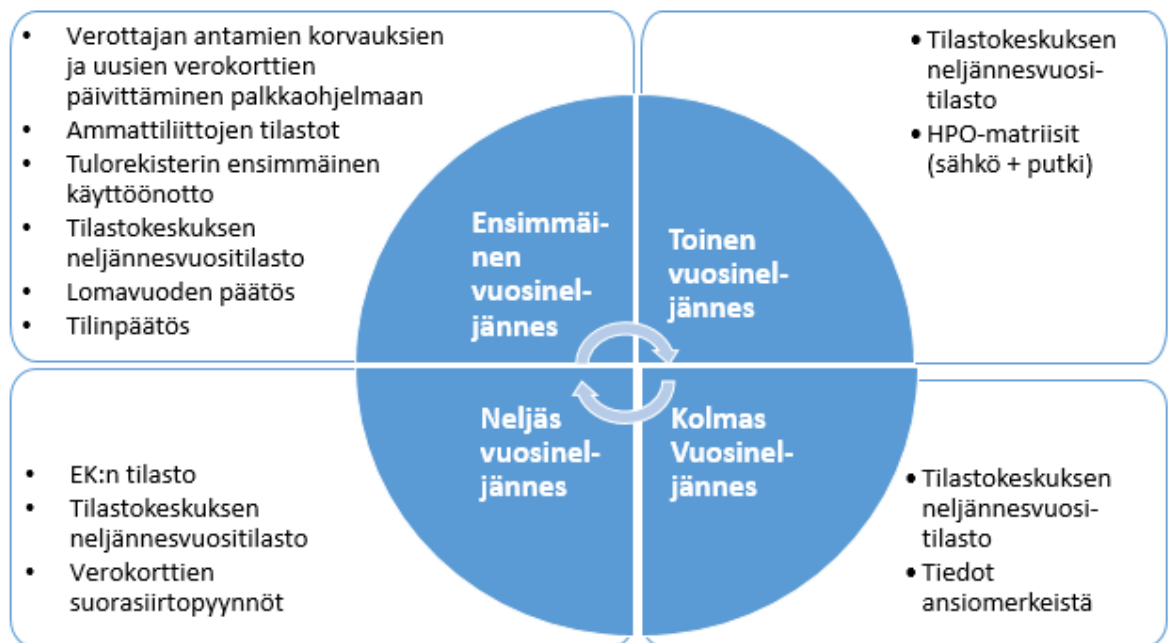 • Verottajan antamien korvauksien
ja uusien verokorttien
päivittäminen palkkaohjelmaan
• Ammattiliittojen tilastot
• Tulorekisterin ensimmäinen
käyttöönotto
• Tilastokeskuksen
neljännesvuositilasto
• Lomavuoden päätös
• Tilinpäätös
Ensimmäi-
nen
vuosinel-
jännes
Toinen
vuosinel-
jännes
• Tilastokeskuksen
neljännesvuosi-
tilasto
• HPO-matriisit
(sähkö + putki)
• EK:n tilasto
• Tilastokeskuksen
neljännesvuositilasto
• Verokorttien
suorasiirtopyynnöt
Neljäs
vuosinel-
jännes
Kolmas
Vuosinel-
jännes
• Tilastokeskuksen
neljännesvuosi-
tilasto
• Tiedot
ansiomerkeistä